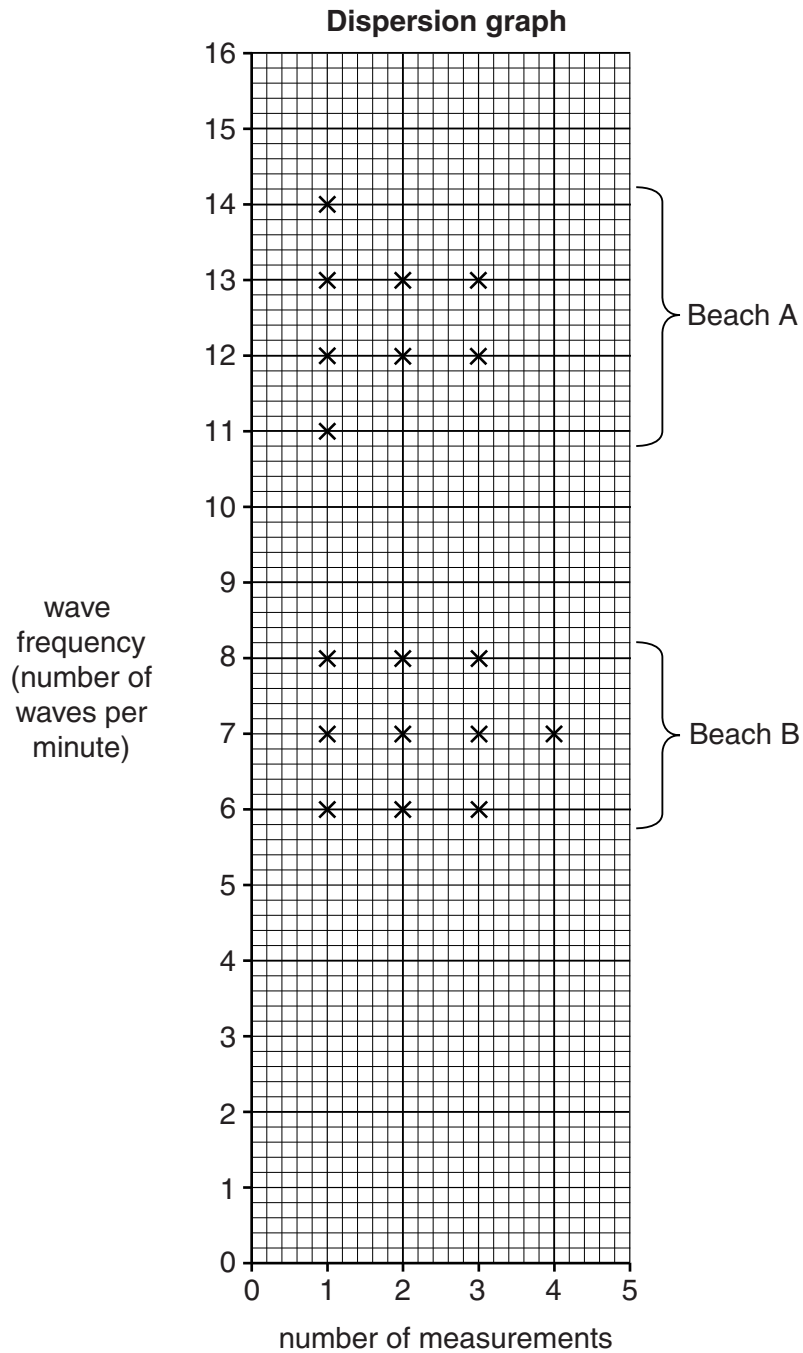 Dispersion graph
16
15
14
13
12
11
10
9
8
7
6
5
4
3
2
1
0
Beach A
Beach B
wave
frequency
(number of
waves per
minute)
0 1 2 3 4 5
number of measurements